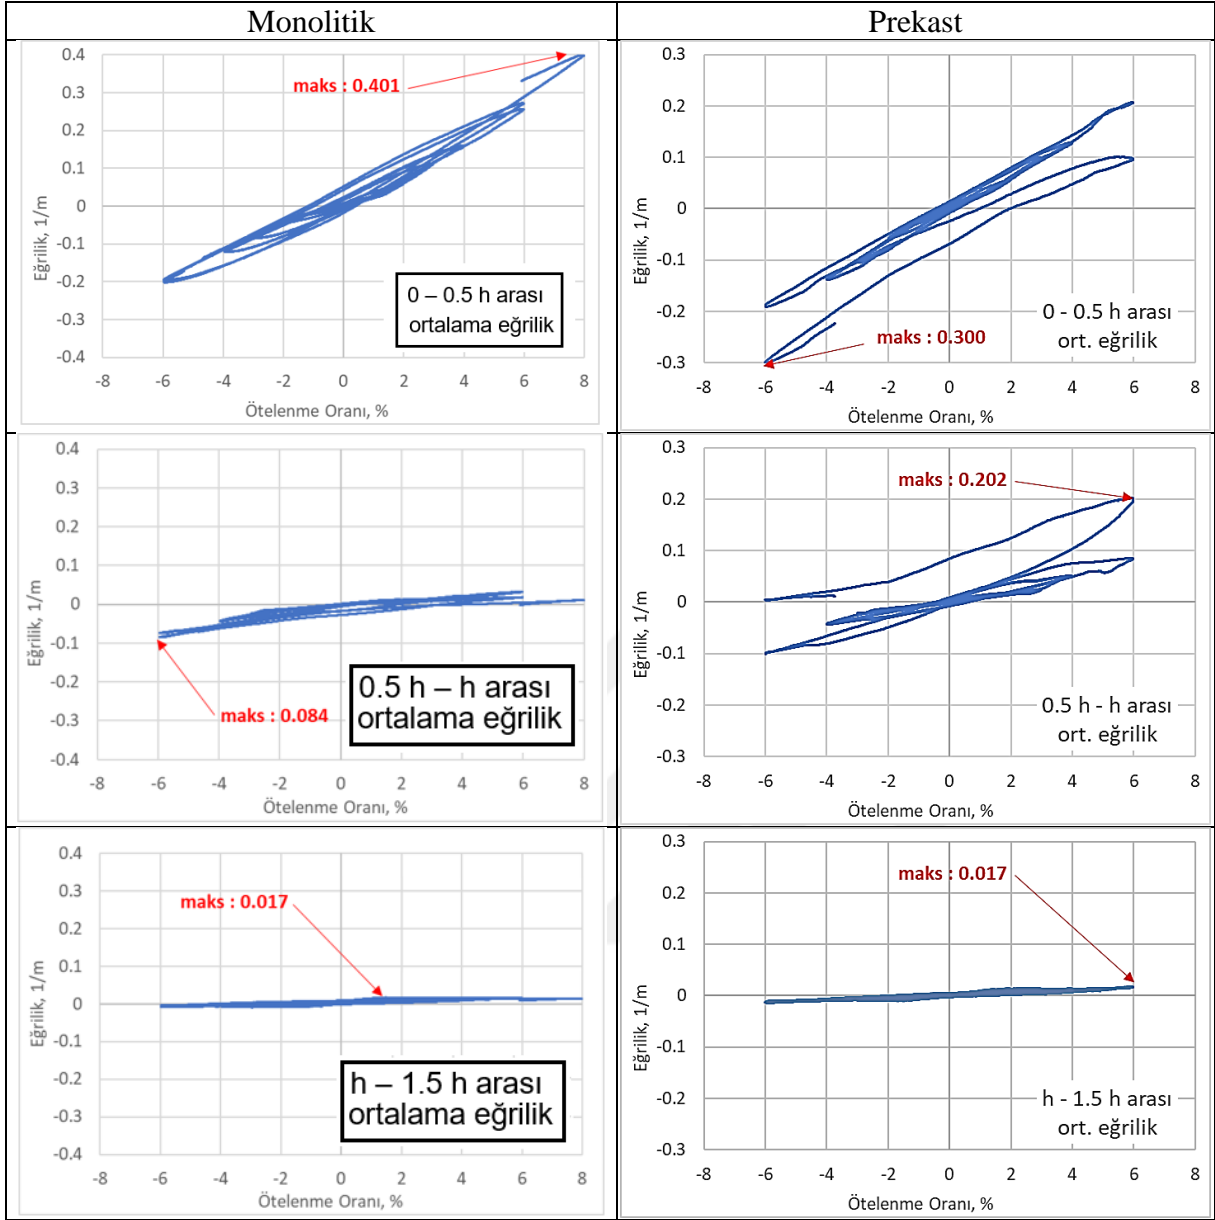 Monolitik
Prekast
0.4
0.3
0.2
0.1
0
-0.1
-0.2
-0.3
-0.4
Eğrilik, 1/m
maks : 0.401
0 – 0.5 h arası
ortalama eğrilik
-8 -6 -4 -2 0 2 4 6 8
Ötelenme Oranı, %
0.3
0.2
0.1
0
-0.1
-0.2
-0.3
Eğrilik, 1/m
0 - 0.5 h arası
ort. eğrilik
maks : 0.300
-8 -6 -4 -2 0 2 4 6 8
Ötelenme Oranı, %
0.4
0.3
0.2
0.1
0
-0.1
-0.2
-0.3
-0.4
Eğrilik, 1/m
0.5 h – h arası
ortalama eğrilik
maks : 0.084
-8 -6 -4 -2 0 2 4 6 8
Ötelenme Oranı, %
0.3
0.2
0.1
0
-0.1
-0.2
-0.3
Eğrilik, 1/m
maks : 0.202
0.5 h - h arası
ort. eğrilik
-8 -6 -4 -2 0 2 4 6 8
Ötelenme Oranı, %
0.4
0.3
0.2
0.1
0
-0.1
-0.2
-0.3
-0.4
Eğrilik, 1/m
maks : 0.017
h – 1.5 h arası
ortalama eğrilik
-8 -6 -4 -2 0 2 4 6 8
Ötelenme Oranı, %
0.3
0.2
0.1
0
-0.1
-0.2
-0.3
Eğrilik, 1/m
maks : 0.017
h - 1.5 h arası
ort. eğrilik
-8 -6 -4 -2 0 2 4 6 8
Ötelenme Oranı, %